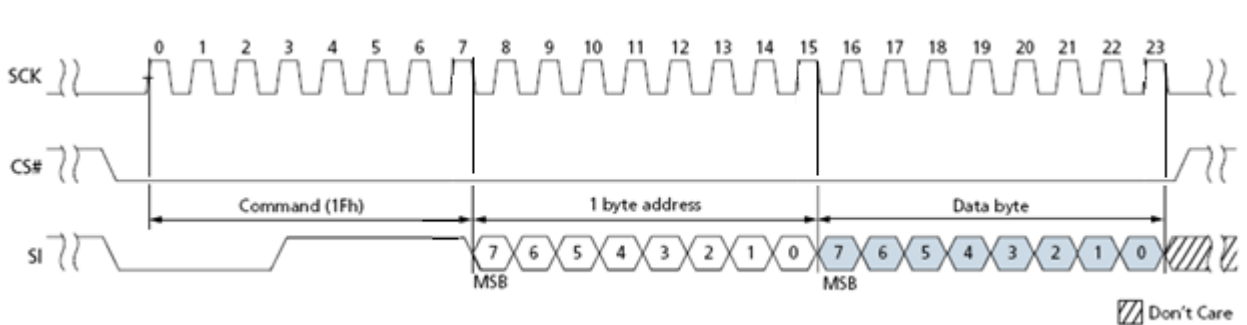 0 1 2 3 4 5 6 7 8 9 10 11 12 13 14 15 16 17 18 19 20 21 22 23
SCK
CS#
Command (1Fh) 1 byte address Data byte
SI 7 6 5 4 3 2 1 0 7 6 5 4 3 2 1 0
MSB MSB
Don't Care